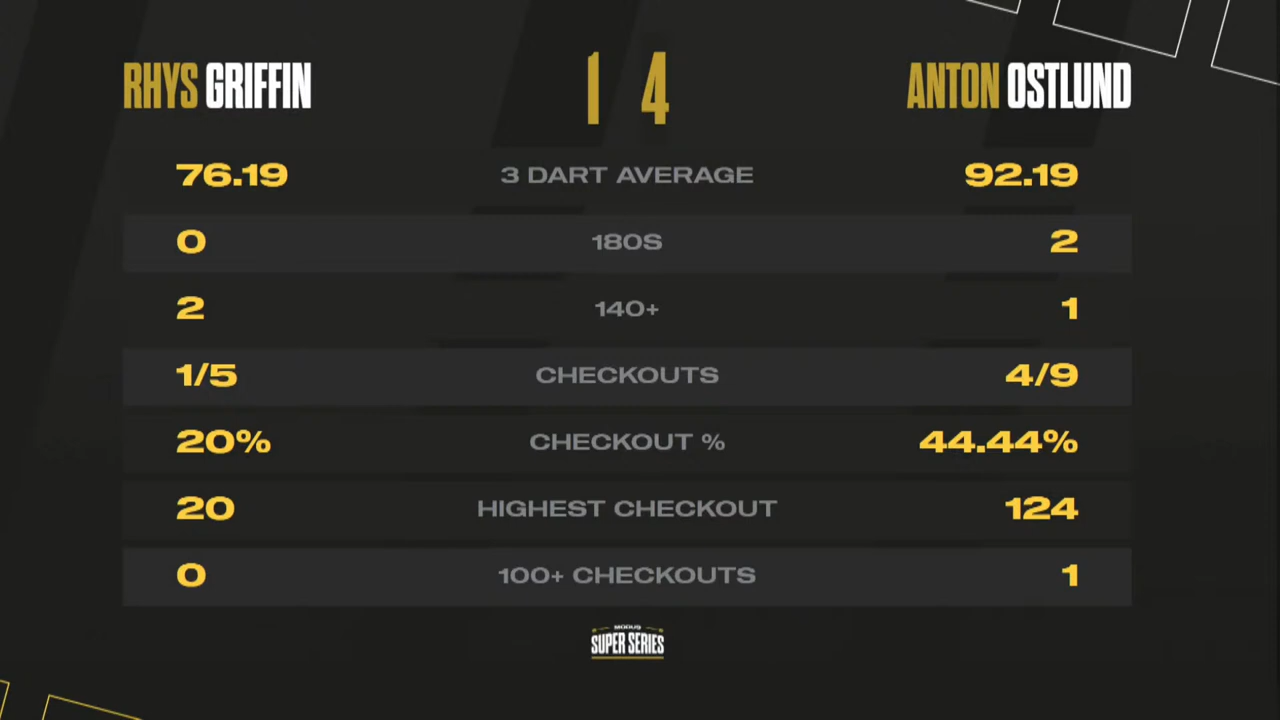 RHYS GRIFFIN 1 4 ANTON OSTLUND
76.19 3 DART AVERAGE 92.19
0 180S 2
2 140+ 1
1/5 CHECKOUTS 4/9
20% CHECKOUT % 44.44%
20 HIGHEST CHECKOUT 124
0 100+ CHECKOUTS 1
MODUS
SUPER SERIES